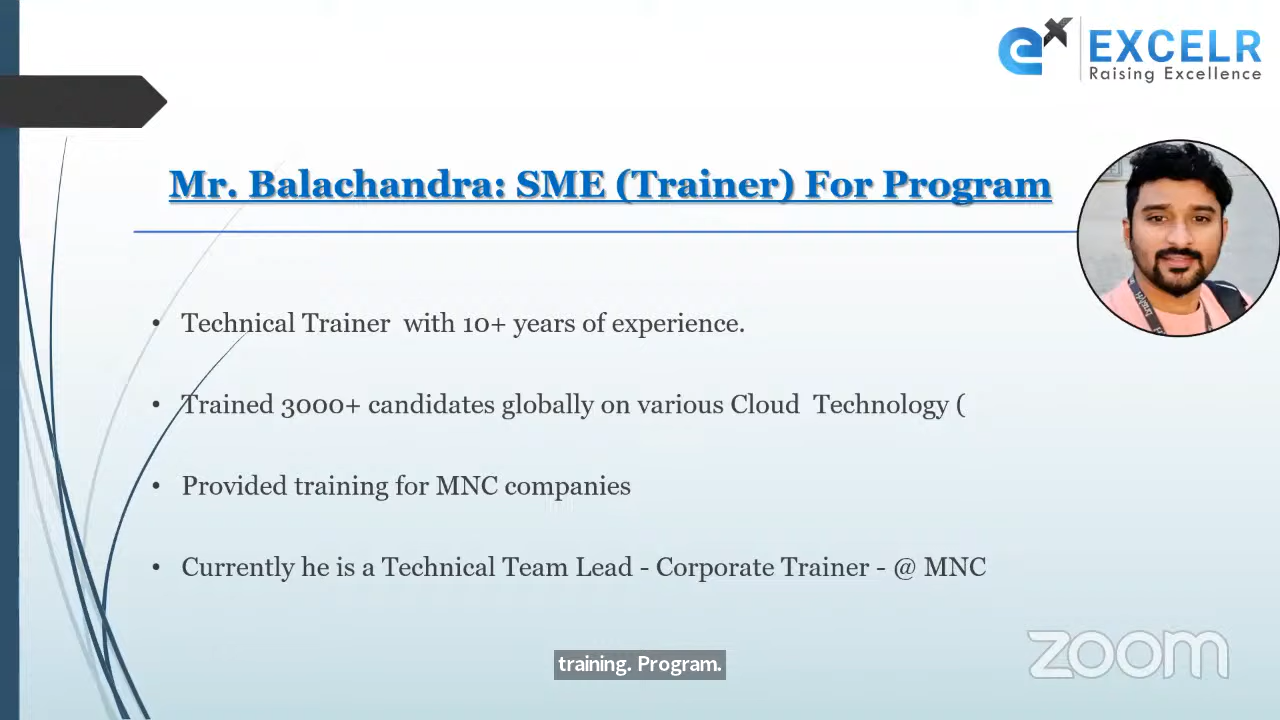 EXCELR
Raising Excellence
Mr. Balachandra: SME (Trainer) For Program
• Technical Trainer with 10+ years of experience.
• Trained 3000+ candidates globally on various Cloud Technology (
• Provided training for MNC companies
• Currently he is a Technical Team Lead - Corporate Trainer - @ MNC
training. Program.
zoom